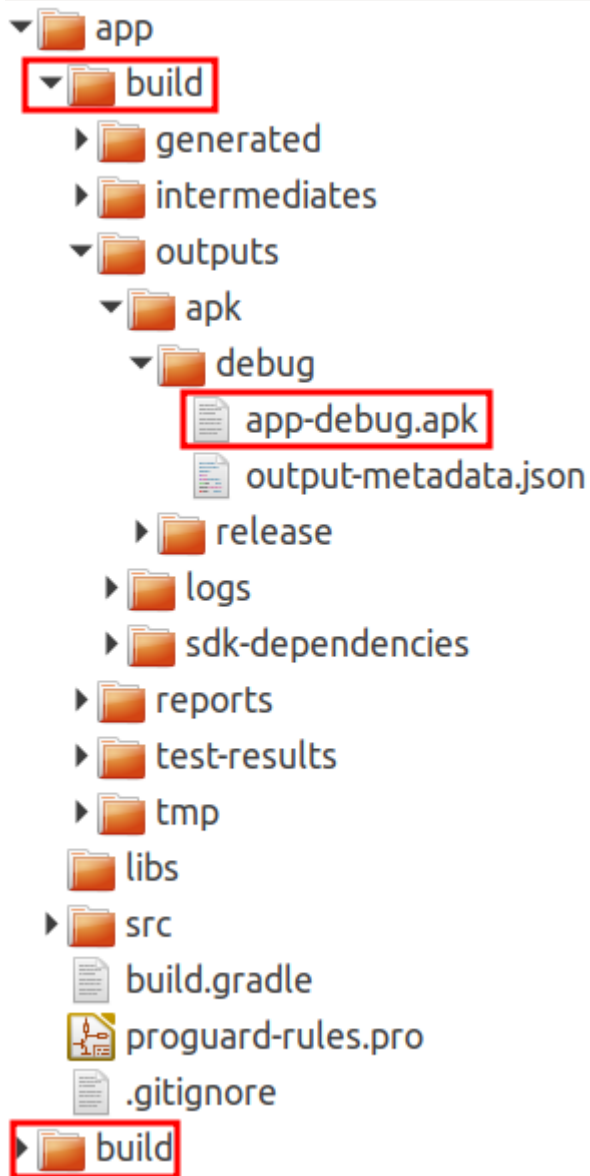 app
build
generated
intermediates
outputs
apk
debug
app-debug.apk
output-metadata.json
release
logs
sdk-dependencies
reports
test-results
tmp
libs
src
build.gradle
proguard-rules.pro
.gitignore
build